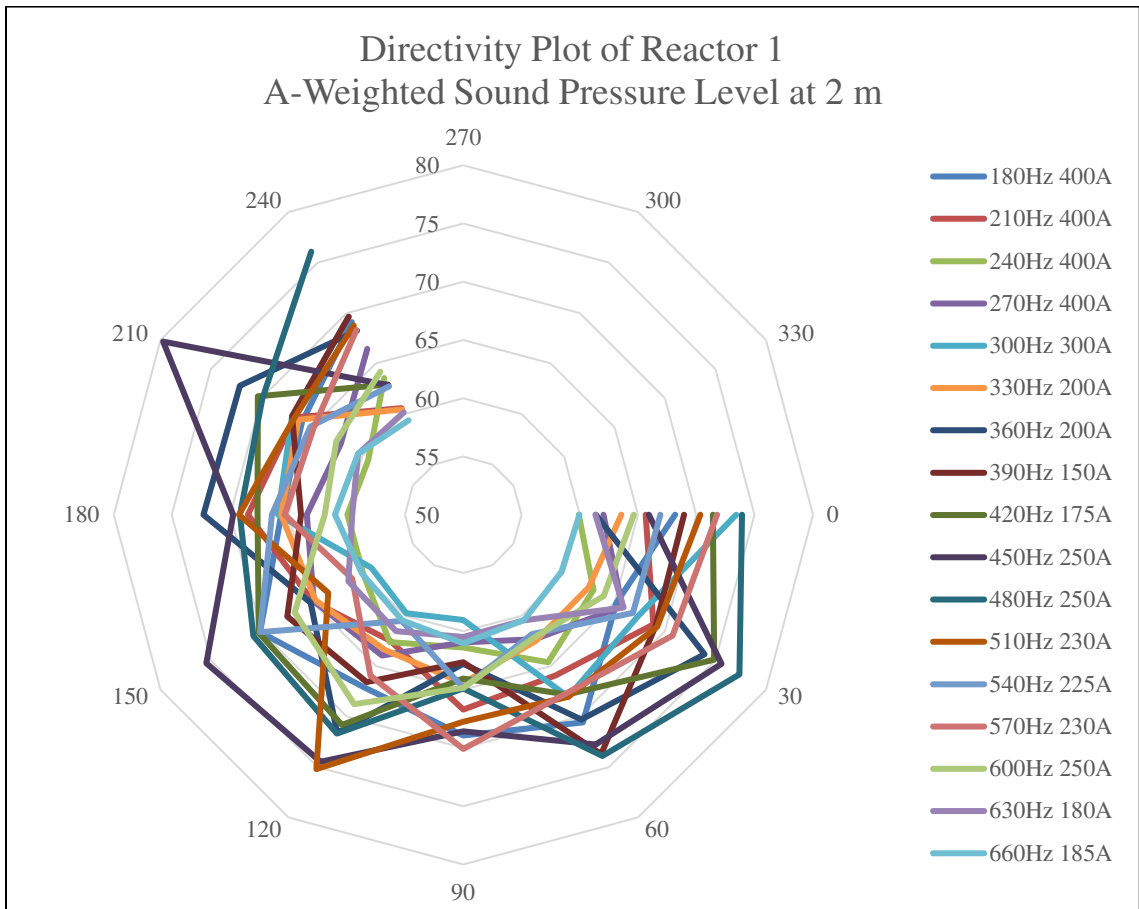 Directivity Plot of Reactor 1
A-Weighted Sound Pressure Level at 2 m
270
80
240
300
75
70
65
210
330
60
55
180
50
0
150
30
120
60
90
180Hz 400A
210Hz 400A
240Hz 400A
270Hz 400A
300Hz 300A
330Hz 200A
360Hz 200A
390Hz 150A
420Hz 175A
450Hz 250A
480Hz 250A
510Hz 230A
540Hz 225A
570Hz 230A
600Hz 250A
630Hz 180A
660Hz 185A